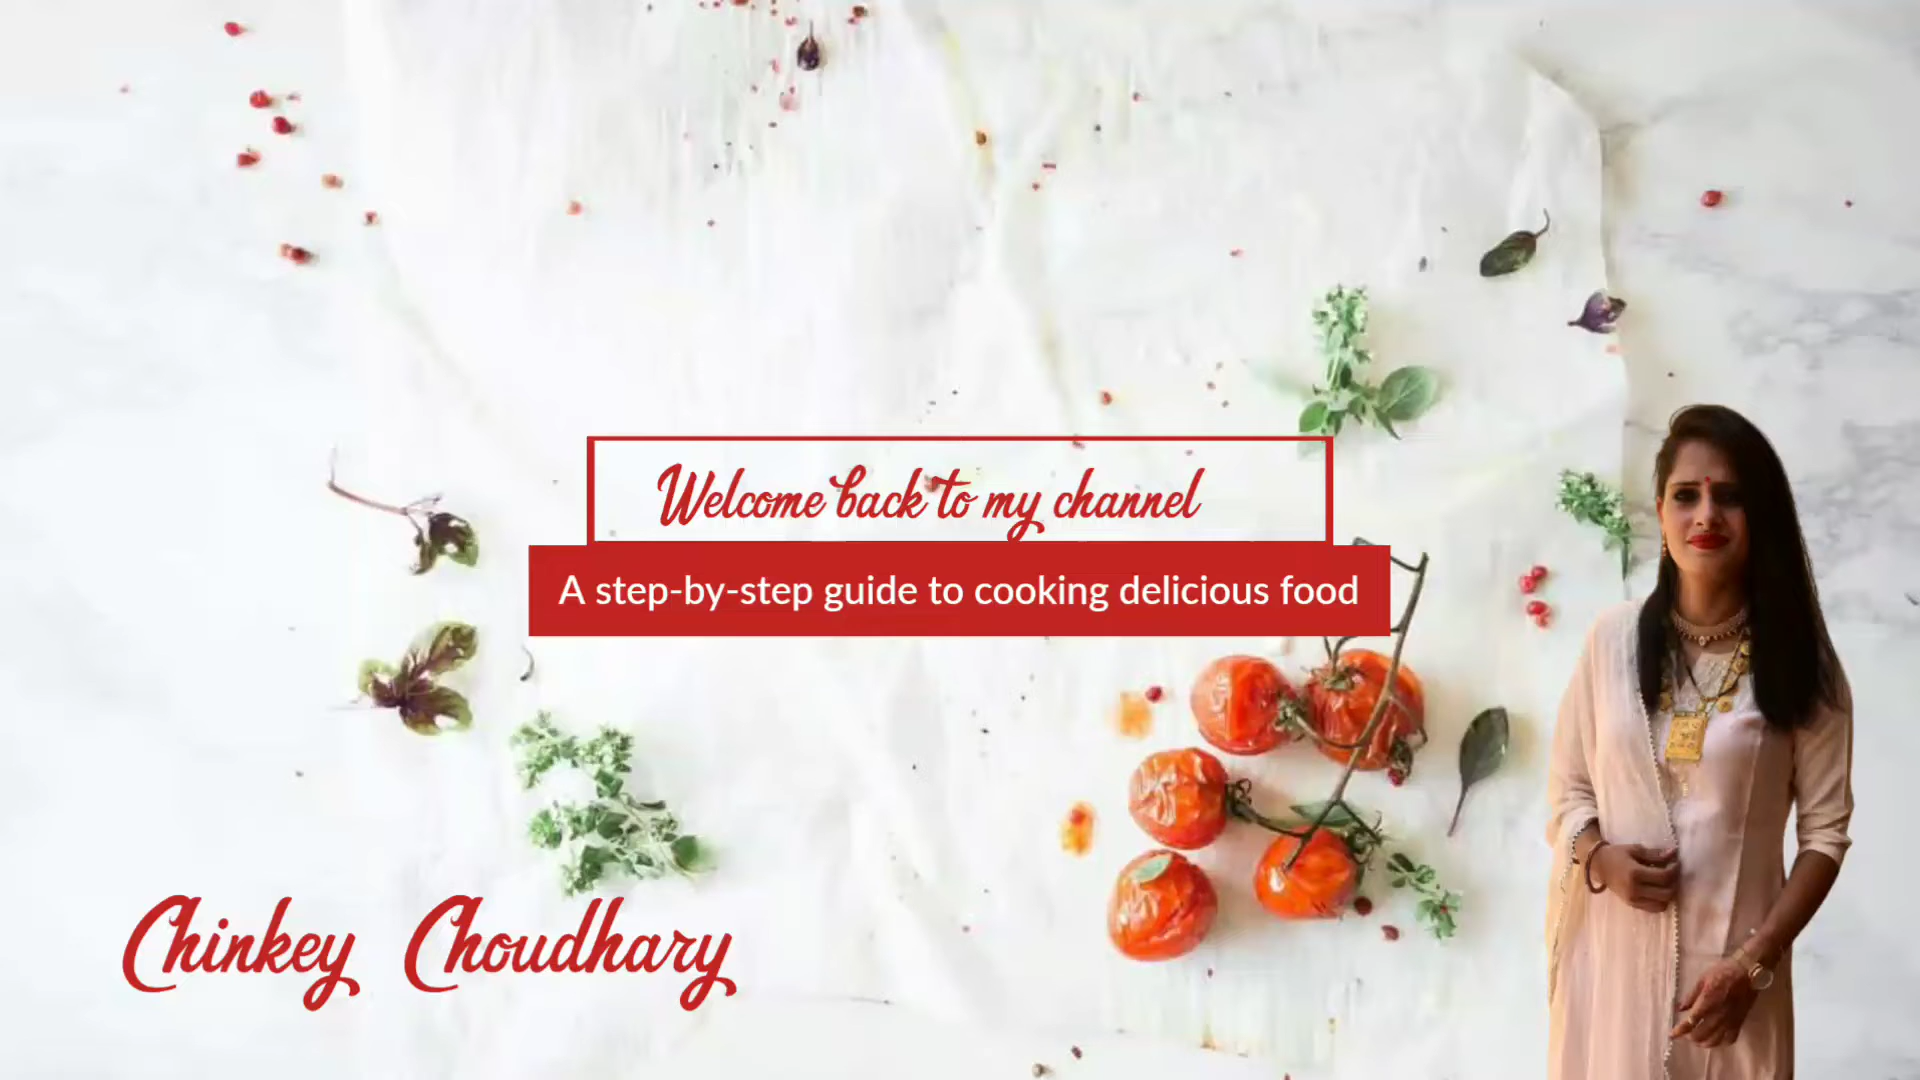 Welcome back to my channel
A step-by-step guide to cooking delicious food
Chinkey Choudhary